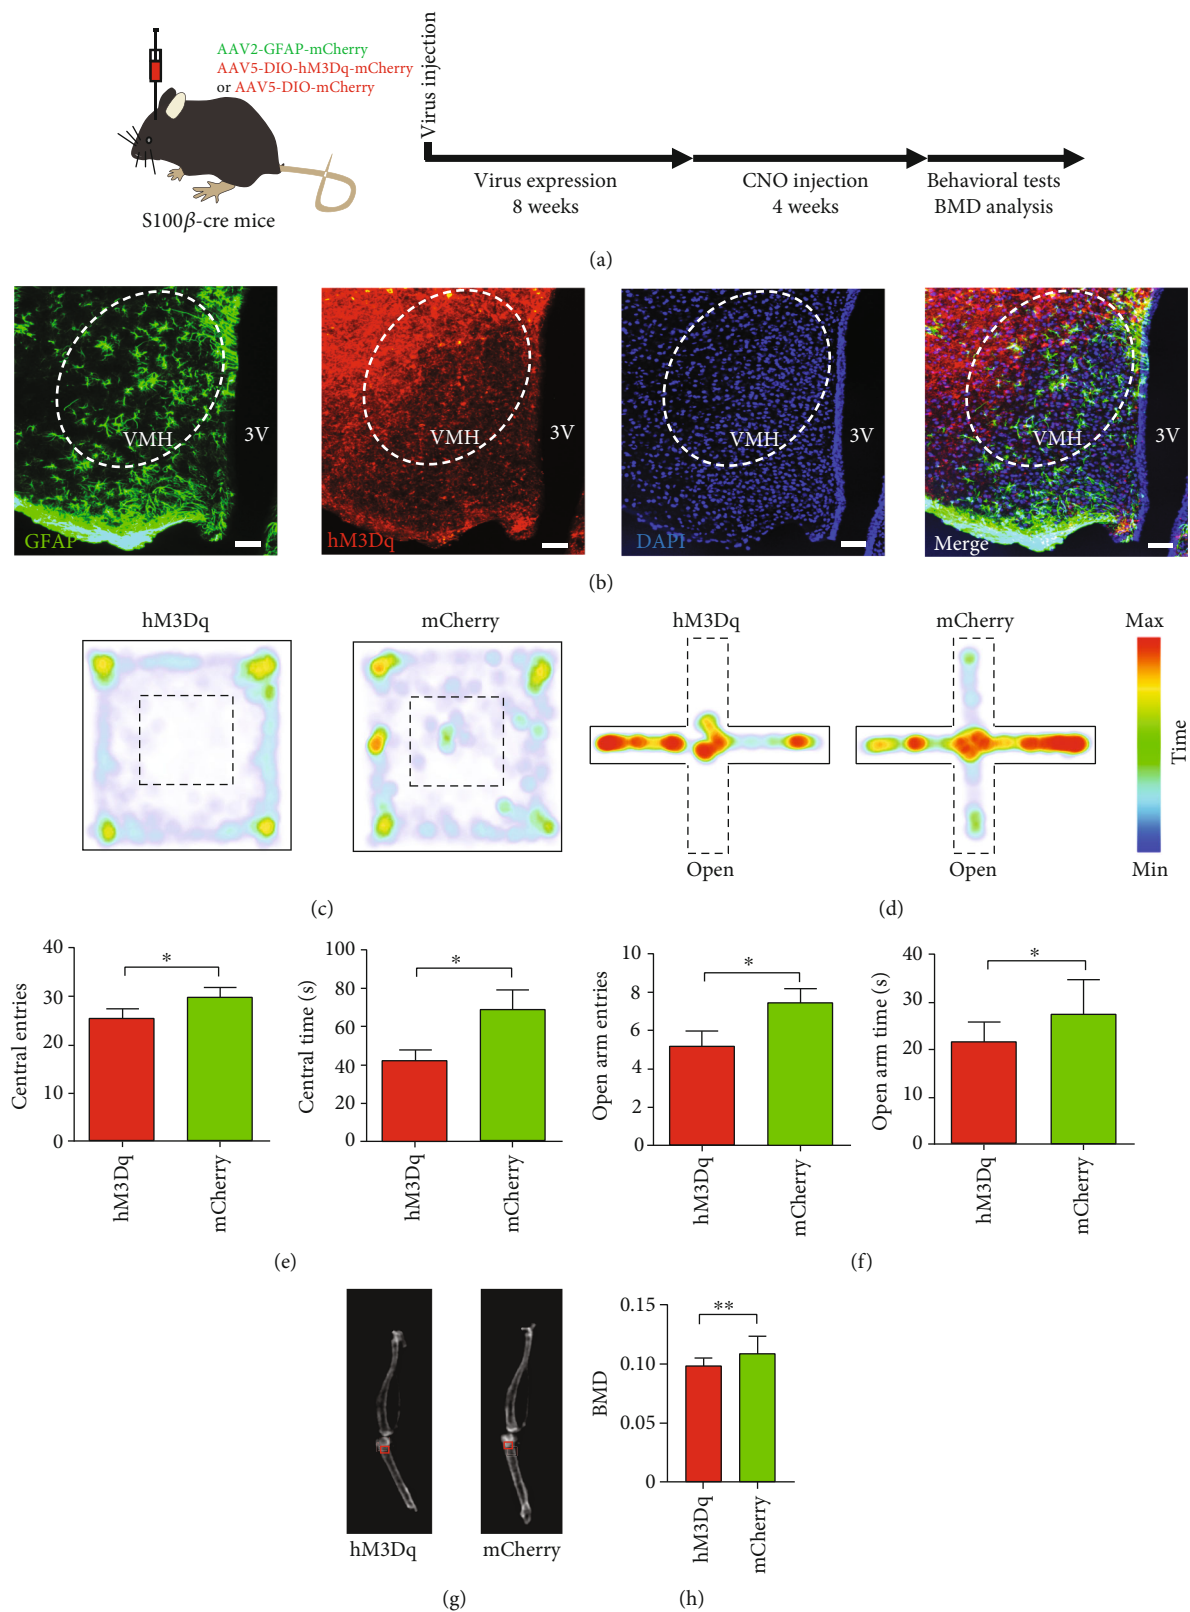 AAV2-GFAP-mCherry
AAV5-DIO-hM3Dq-mCherry
or AAV5-DIO-mCherry
S100β-cre mice
Virus injection
Virus expression
8 weeks
CNO injection
4 weeks
Behavioral tests
BMD analysis
(a)
VMH
3V
GFAP
VMH
hM3Dq
VMH
3V
DAPI
VMH
3V
Merge
(b)
hM3Dq
mCherry
(c)
hM3Dq
Open
mCherry
Open
Max
Time
Min
(d)
Central entries
40
30
20
10
0
*
hM3Dq
mCherry
Central time (s)
100
80
60
40
20
0
*
hM3Dq
mCherry
(e)
Open arm entries
10
8
6
4
2
0
*
hM3Dq
mCherry
Open arm time (s)
40
30
20
10
0
*
hM3Dq
mCherry
(f)
hM3Dq
mCherry
(g)
BMD
0.15
0.10
0.05
0
**
hM3Dq
mCherry
(h)